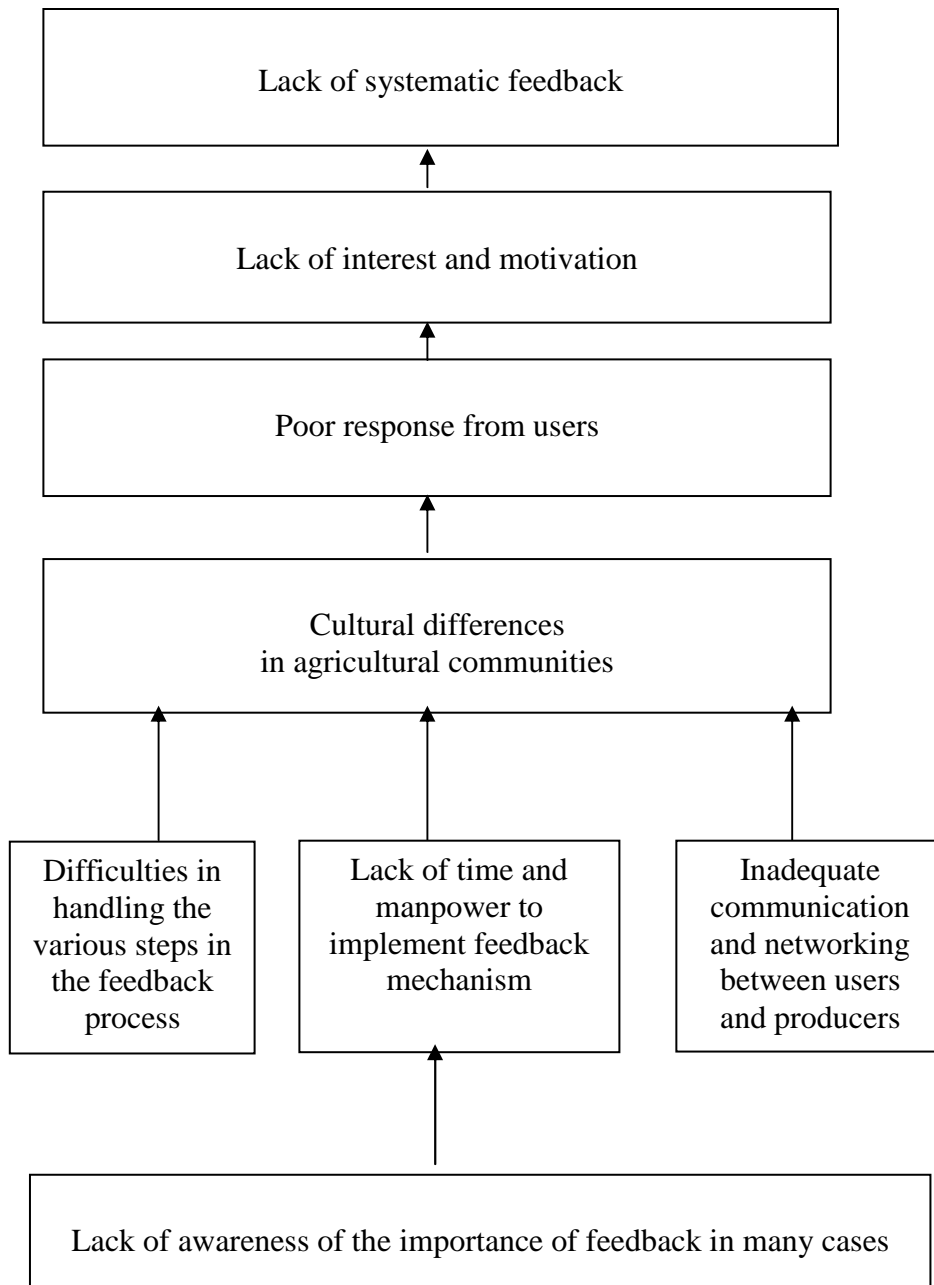 Lack of systematic feedback
Lack of interest and motivation
Poor response from users
Cultural differences
in agricultural communities
Difficulties in
handling the
various steps in
the feedback
process
Lack of time and
manpower to
implement feedback
mechanism
Inadequate
communication
and networking
between users
and producers
Lack of awareness of the importance of feedback in many cases